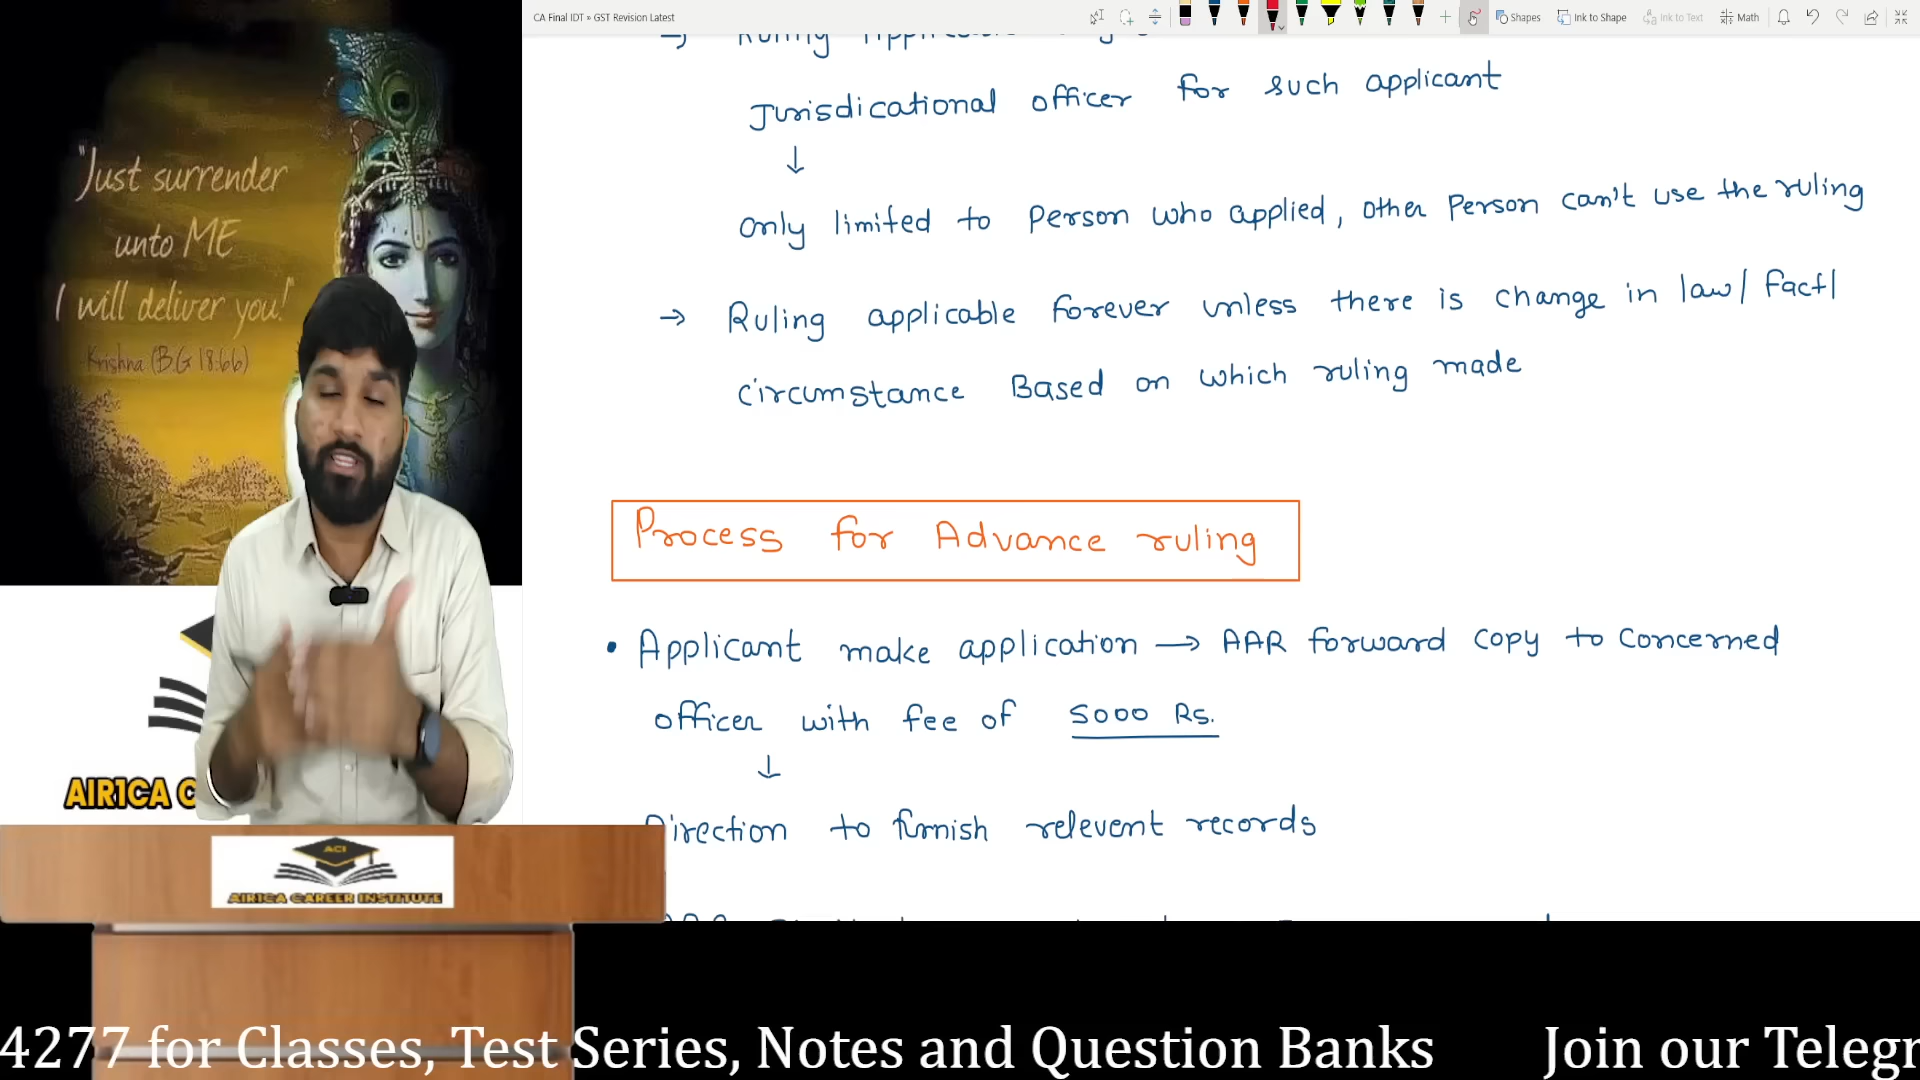 CA Final IDT » GST Revision Latest
Shapes
Ink to Shape
Ink to Text
Math
Ruling
Jurisdicational officer for such applicant
↓
only limited to person who applied, other person can't use the ruling
→ Ruling applicable forever unless there is change in law/ fact/
circumstance Based on which ruling made
Process for Advance ruling
• Applicant make application → AAR forward copy to concerned
officer with fee of 5000 Rs.
↓
Direction to furnish relevent records
"Just surrender
unto ME
I will deliver you!"
-Krishna (B.G 18:66)
AIR1CA C
ACI
AIR1CA CAREER INSTITUTE
4277 for Classes, Test Series, Notes and Question Banks Join our Telegr